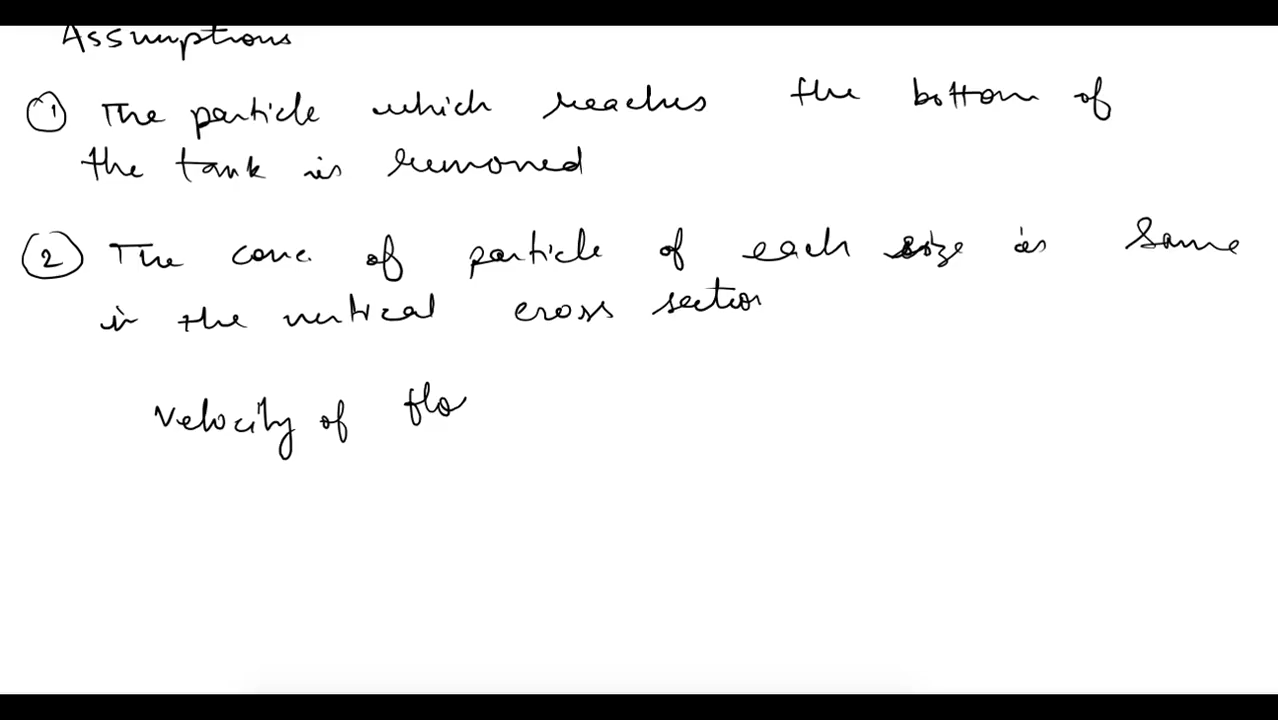 Assumptions
① The particle which reaches the bottom of
the tank is removed
② The conc. of particle of each size is same
in the vertical cross section
Velocity of flo